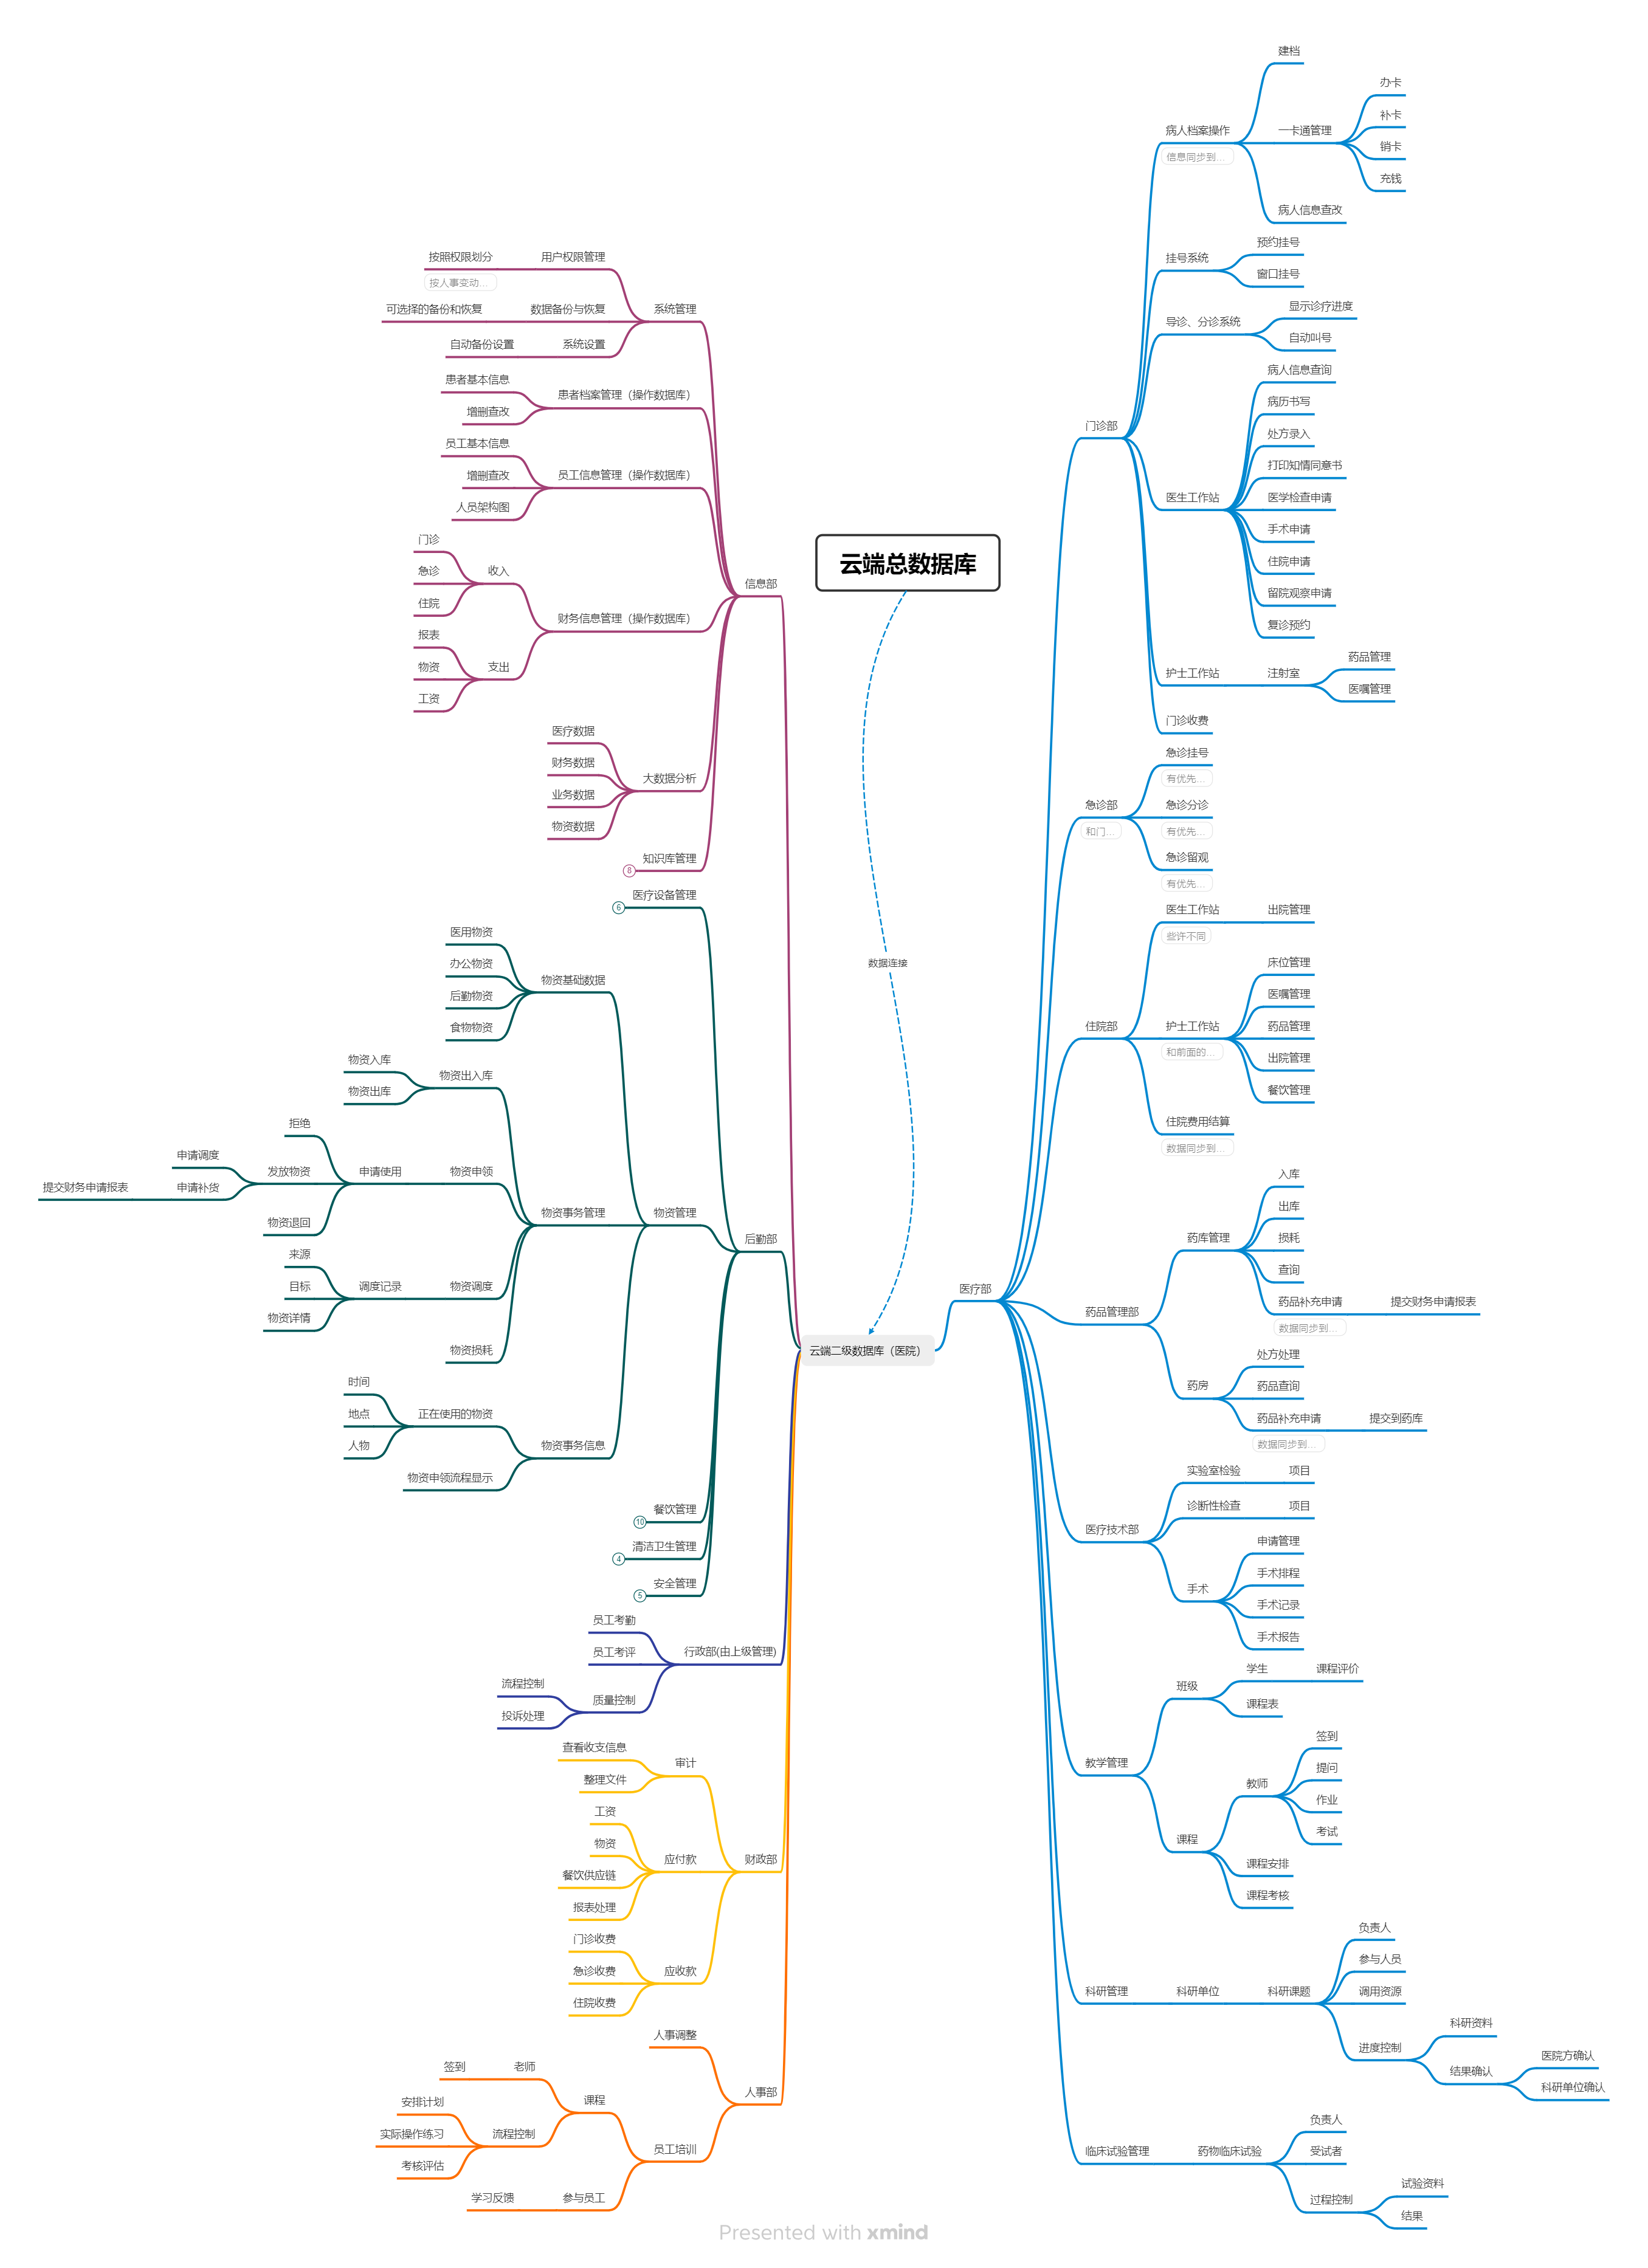 云端总数据库
数据连接
云端二级数据库（医院）
医疗部
门诊部
病人档案操作
信息同步到...
建档
一卡通管理
办卡
补卡
销卡
充钱
病人信息查改
挂号系统
预约挂号
窗口挂号
导诊、分诊系统
显示诊疗进度
自动叫号
医生工作站
病人信息查询
病历书写
处方录入
打印知情同意书
医学检查申请
手术申请
住院申请
留院观察申请
复诊预约
护士工作站
注射室
药品管理
医嘱管理
门诊收费
急诊部
和门...
急诊挂号
有优先...
急诊分诊
有优先...
急诊留观
有优先...
住院部
医生工作站
些许不同
出院管理
护士工作站
和前面的...
床位管理
医嘱管理
药品管理
出院管理
餐饮管理
住院费用结算
数据同步到...
药品管理部
药库管理
入库
出库
损耗
查询
药品补充申请
数据同步到...
提交财务申请报表
药房
处方处理
药品查询
药品补充申请
数据同步到...
提交到药库
医疗技术部
实验室检验
项目
诊断性检查
项目
手术
申请管理
手术排程
手术记录
手术报告
教学管理
班级
学生
课程评价
课程表
课程
教师
签到
提问
作业
考试
课程安排
课程考核
科研管理
科研单位
科研课题
负责人
参与人员
调用资源
进度控制
科研资料
结果确认
医院方确认
科研单位确认
临床试验管理
药物临床试验
负责人
受试者
过程控制
试验资料
结果
信息部
系统管理
用户权限管理
按照权限划分
按人事变动...
数据备份与恢复
可选择的备份和恢复
系统设置
自动备份设置
患者档案管理（操作数据库）
患者基本信息
增删查改
员工信息管理（操作数据库）
员工基本信息
增删查改
人员架构图
财务信息管理（操作数据库）
收入
门诊
急诊
住院
支出
报表
物资
工资
大数据分析
医疗数据
财务数据
业务数据
物资数据
知识库管理
8
后勤部
医疗设备管理
6
物资管理
物资基础数据
医用物资
办公物资
后勤物资
食物物资
物资事务管理
物资出入库
物资入库
物资出库
物资申领
申请使用
拒绝
发放物资
申请调度
申请补货
提交财务申请报表
物资退回
物资调度
调度记录
来源
目标
物资详情
物资损耗
物资事务信息
正在使用的物资
时间
地点
人物
物资申领流程显示
餐饮管理
10
清洁卫生管理
4
安全管理
5
行政部(由上级管理)
员工考勤
员工考评
质量控制
流程控制
投诉处理
财政部
审计
查看收支信息
整理文件
应付款
工资
物资
餐饮供应链
报表处理
应收款
门诊收费
急诊收费
住院收费
人事部
人事调整
员工培训
课程
老师
签到
流程控制
安排计划
实际操作练习
考核评估
参与员工
学习反馈
Presented with xmind